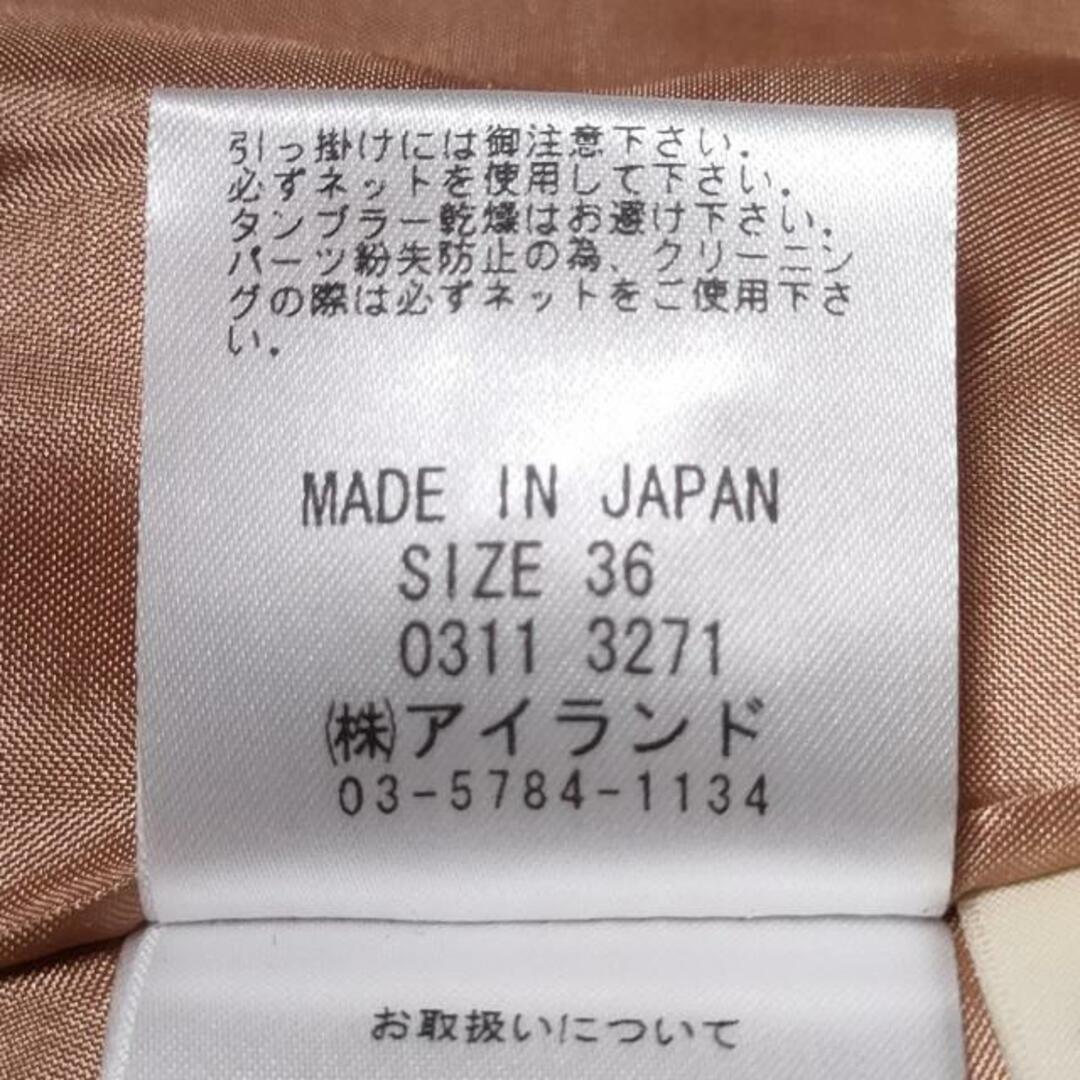 引っ掛けには御注意下さい.
必ずネットを使用して下さい.
タンブラー乾燥はお避け下さい.
パーツ紛失防止の為、クリーニン
グの際は必ずネットをご使用下さ
い.
MADE IN JAPAN
SIZE 36
0311 3271
㈱アイランド
03-5784-1134
お取扱いについて